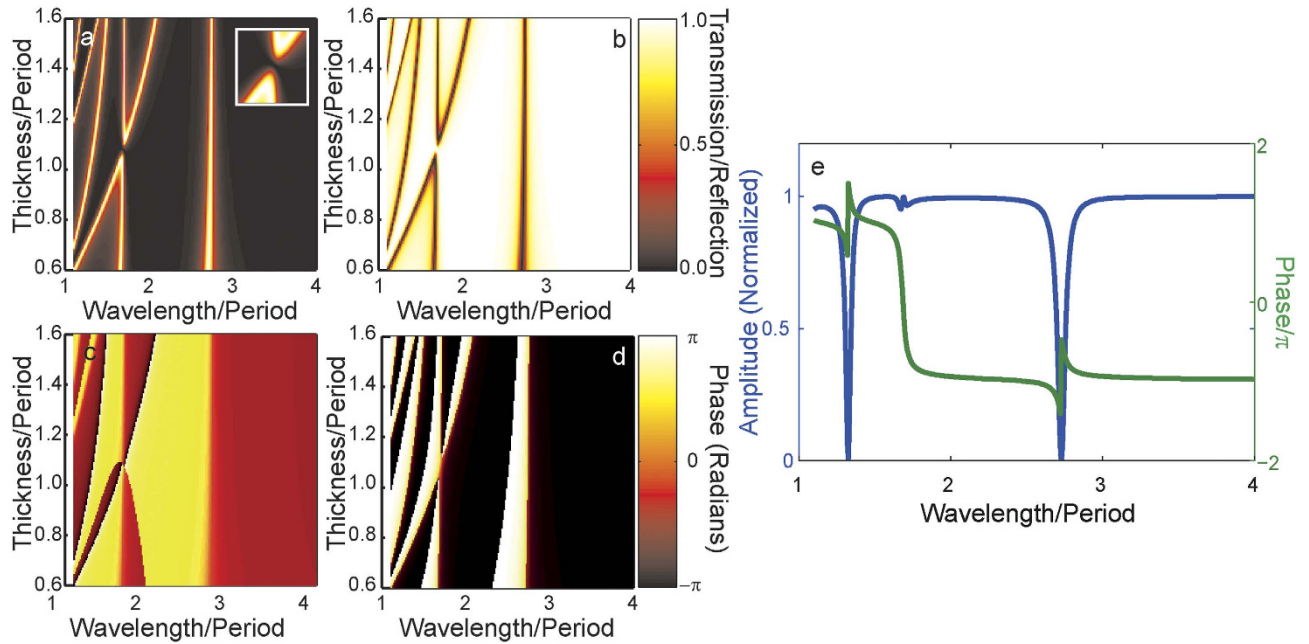 a
1.6
1.4
1.2
1.0
0.8
0.6
Thickness/Period
1 2 3 4
Wavelength/Period
b
1.6
1.4
1.2
1.0
0.8
0.6
Thickness/Period
1 2 3 4
Wavelength/Period
1.0
0.5
0.0
Transmission/Reflection
c
1.6
1.4
1.2
1.0
0.8
0.6
Thickness/Period
1 2 3 4
Wavelength/Period
d
1.6
1.4
1.2
1.0
0.8
0.6
Thickness/Period
1 2 3 4
Wavelength/Period
π
0
−π
Phase (Radians)
e
1
0.5
0
Amplitude (Normalized)
2
0
−2
Phase/π
1 2 3 4
Wavelength/Period